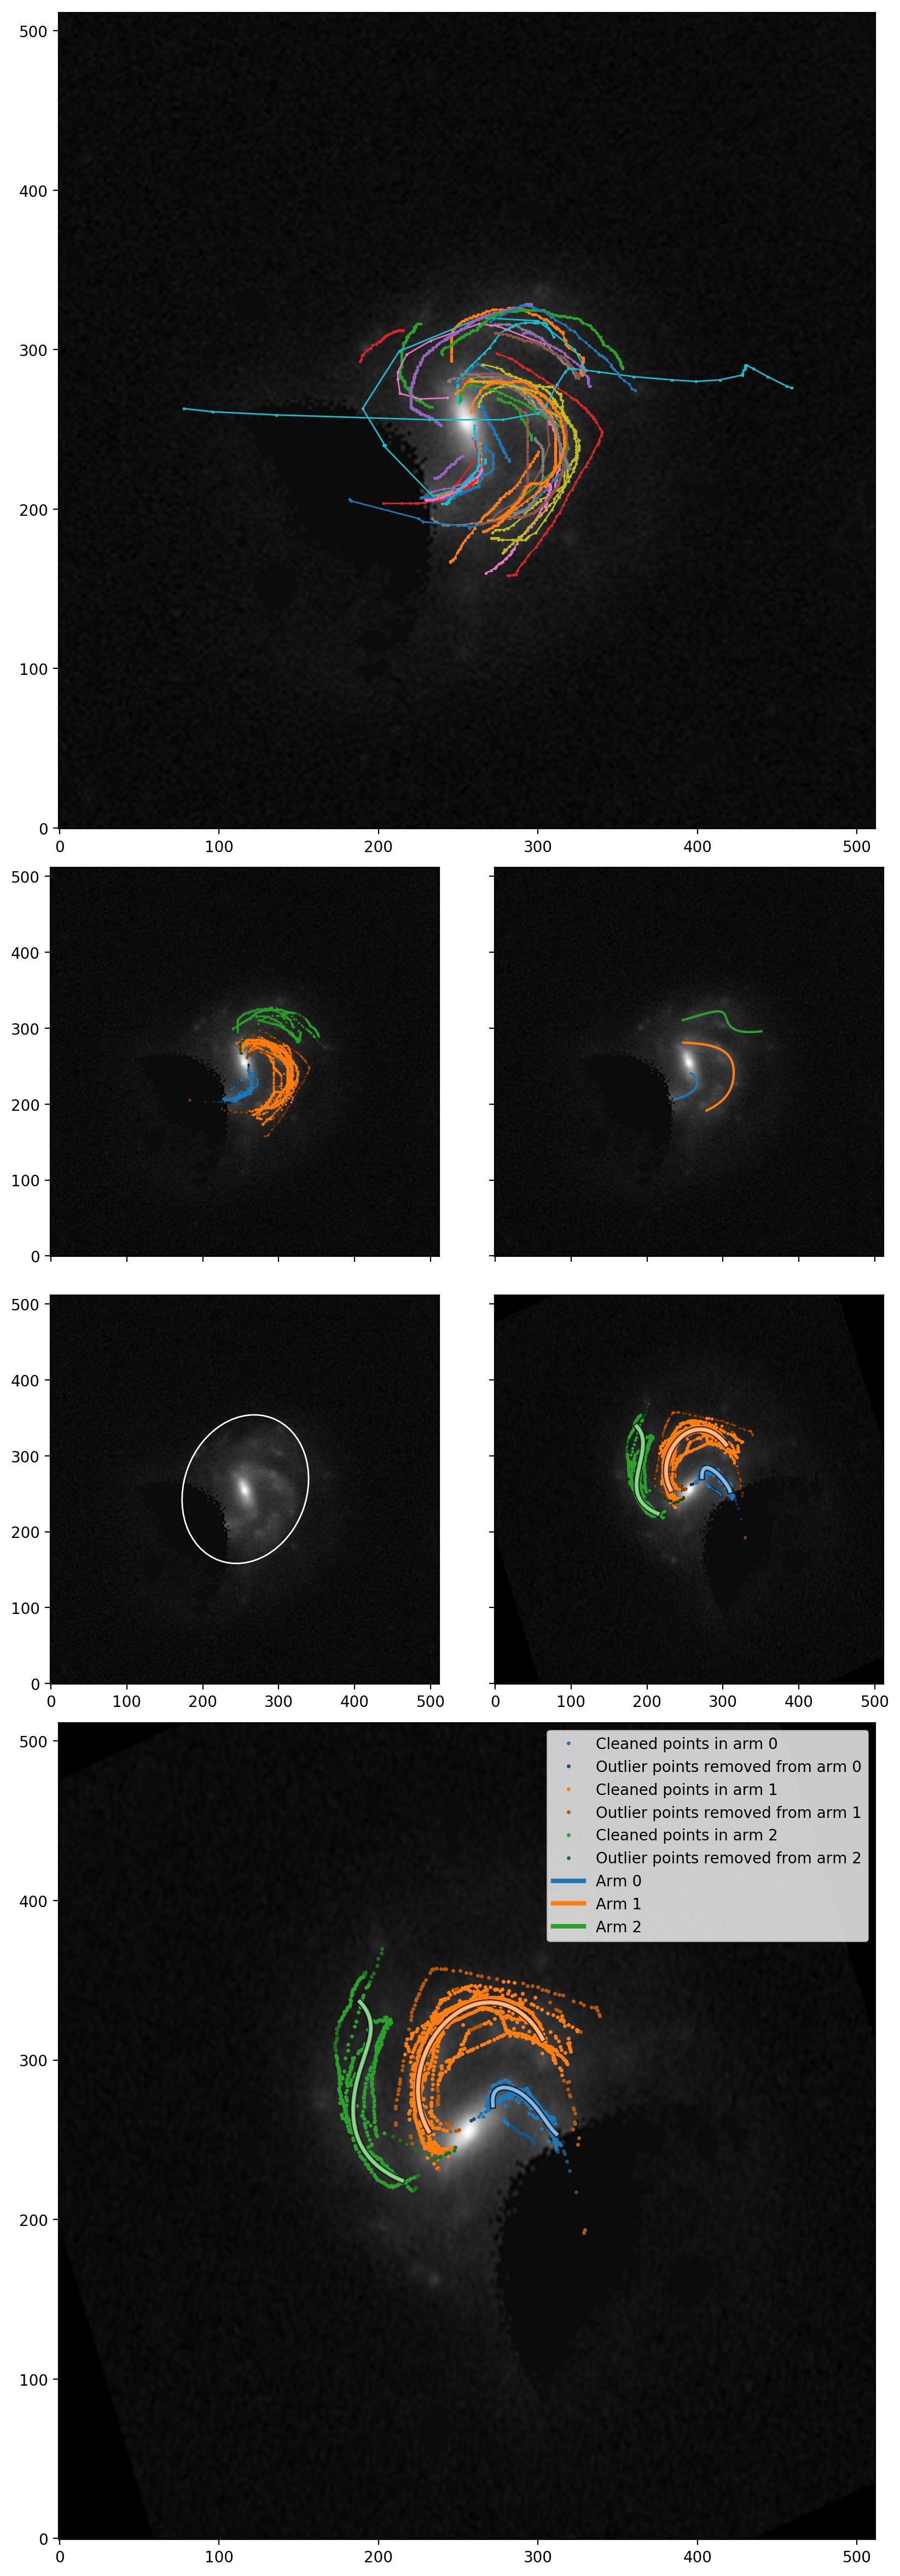 500
400
300
200
100
0
0 100 200 300 400 500
500
400
300
200
100
0
500
400
300
200
100
0
0 100 200 300 400 500
0 100 200 300 400 500
500
400
300
200
100
0
0 100 200 300 400 500
Cleaned points in arm 0
Outlier points removed from arm 0
Cleaned points in arm 1
Outlier points removed from arm 1
Cleaned points in arm 2
Outlier points removed from arm 2
Arm 0
Arm 1
Arm 2